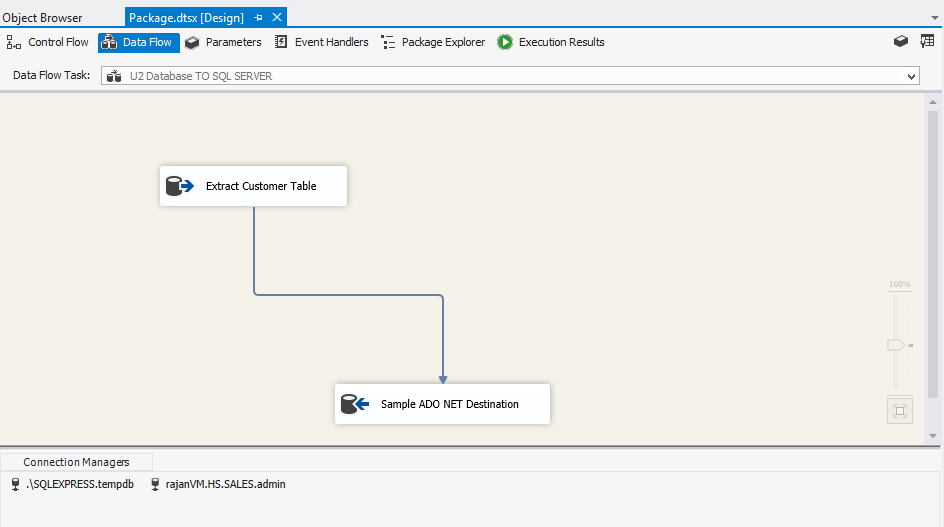 Object Browser
Package.dtsx [Design]
Control Flow
Data Flow
Parameters
Event Handlers
Package Explorer
Execution Results
Data Flow Task:
U2 Database TO SQL SERVER
Extract Customer Table
100%
Sample ADO NET Destination
Connection Managers
.\SQLEXPRESS.tempdb
rajanVM.HS.SALES.admin